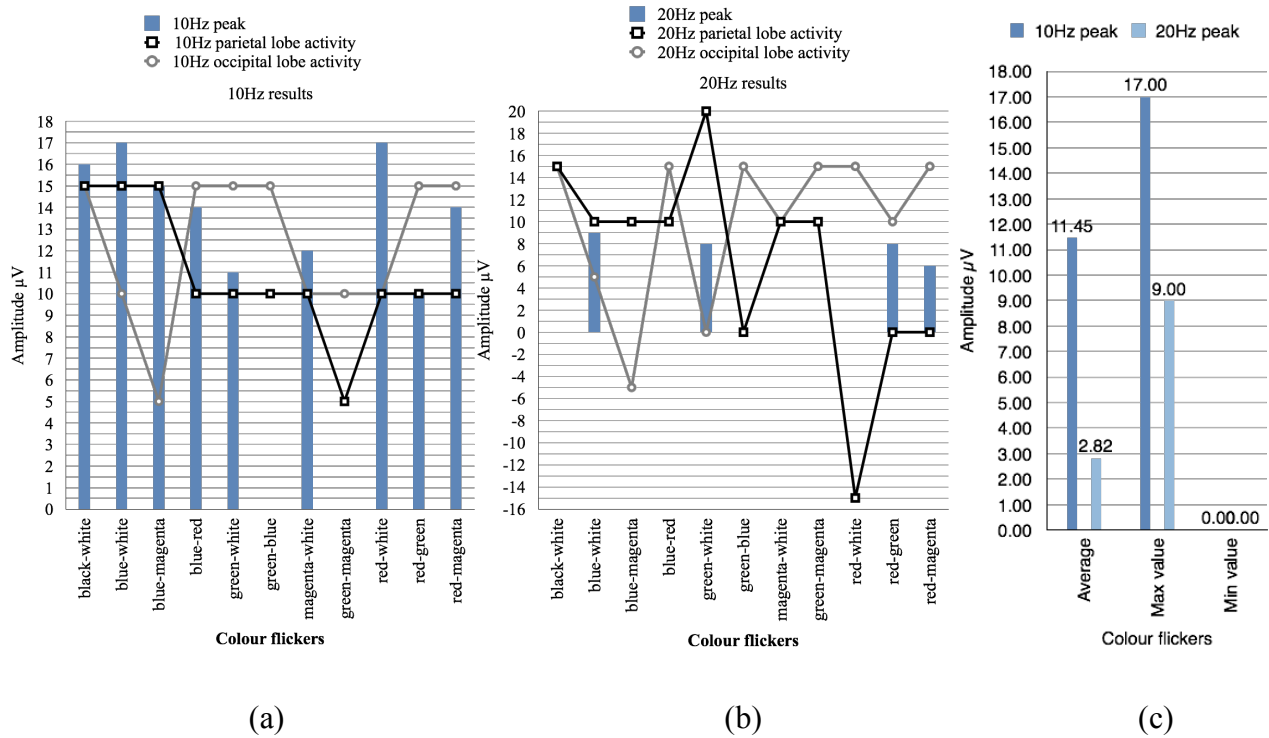 10Hz peak
10Hz parietal lobe activity
10Hz occipital lobe activity
10Hz results
Amplitude µV
18
17
16
15
14
13
12
11
10
9
8
7
6
5
4
3
2
1
0
black-white
blue-white
blue-magenta
blue-red
green-white
green-blue
magenta-white
green-magenta
red-white
red-green
red-magenta
Colour flickers
(a)
20Hz peak
20Hz parietal lobe activity
20Hz occipital lobe activity
20Hz results
Amplitude µV
20
18
16
14
12
10
8
6
4
2
0
-2
-4
-6
-8
-10
-12
-14
-16
black-white
blue-white
blue-magenta
blue-red
green-white
green-blue
magenta-white
green-magenta
red-white
red-green
red-magenta
Colour flickers
(b)
10Hz peak 20Hz peak
Amplitude µV
18.00
17.00
16.00
15.00
14.00
13.00
12.00
11.00
10.00
9.00
8.00
7.00
6.00
5.00
4.00
3.00
2.00
1.00
0.00
11.45
2.82
17.00
9.00
0.00
0.00
Average
Max value
Min value
Colour flickers
(c)